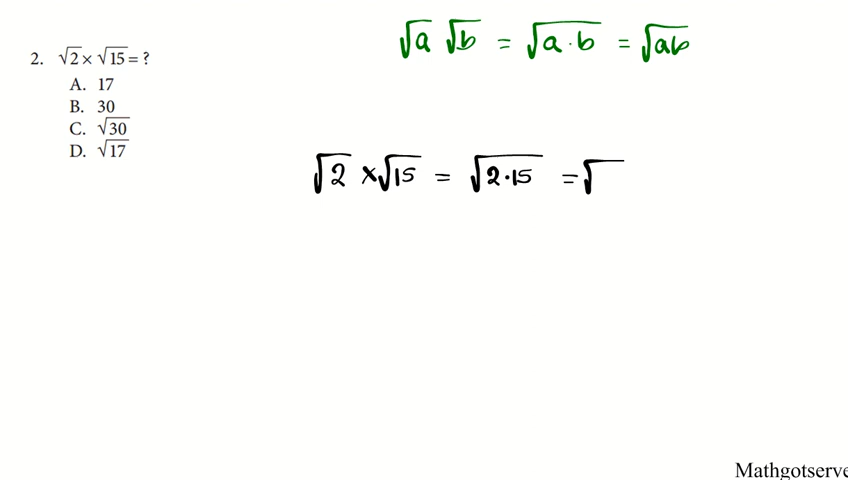 √a √b = √a·b = √ab
2. √2 × √15 = ?
A. 17
B. 30
C. √30
D. √17
√2 ×√15 = √2·15 = √
Mathgotserve